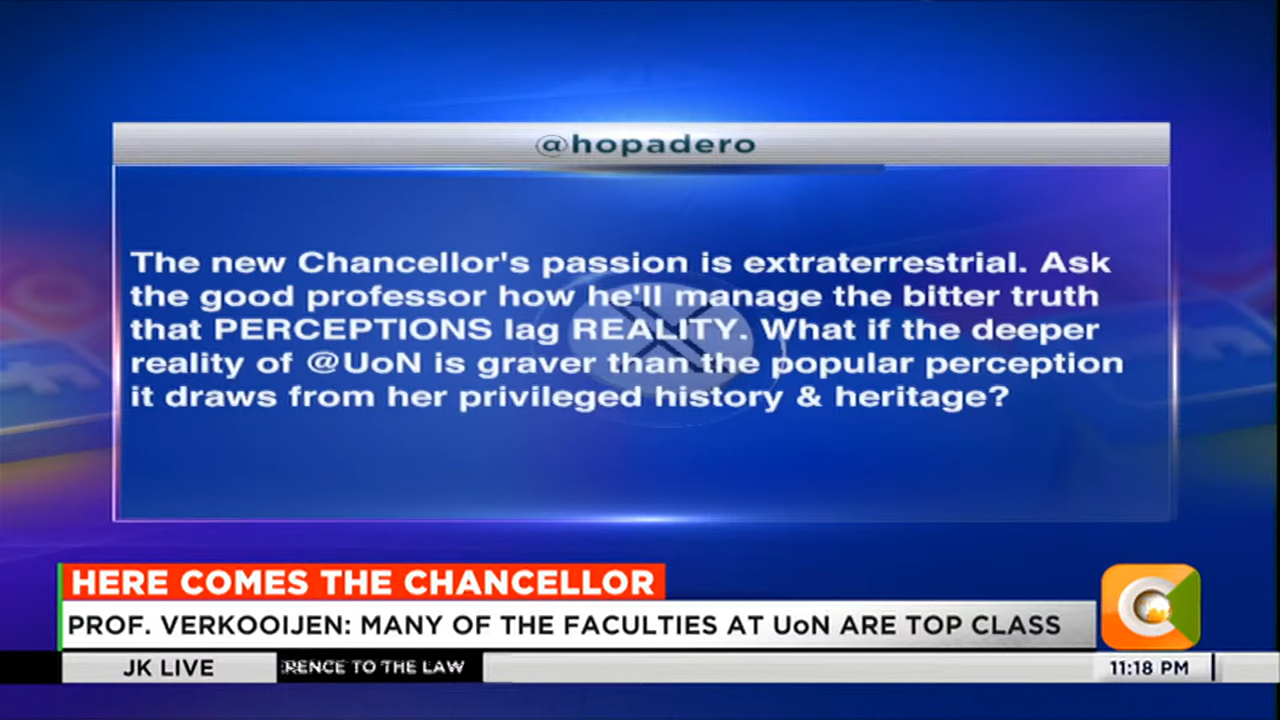 @hopadero
The new Chancellor's passion is extraterrestrial. Ask
the good professor how he'll manage the bitter truth
that PERCEPTIONS lag REALITY. What if the deeper
reality of @UoN is graver than the popular perception
it draws from her privileged history & heritage?
HERE COMES THE CHANCELLOR
PROF. VERKOOIJEN: MANY OF THE FACULTIES AT UoN ARE TOP CLASS
JK LIVE
RENCE TO THE LAW
11:18 PM